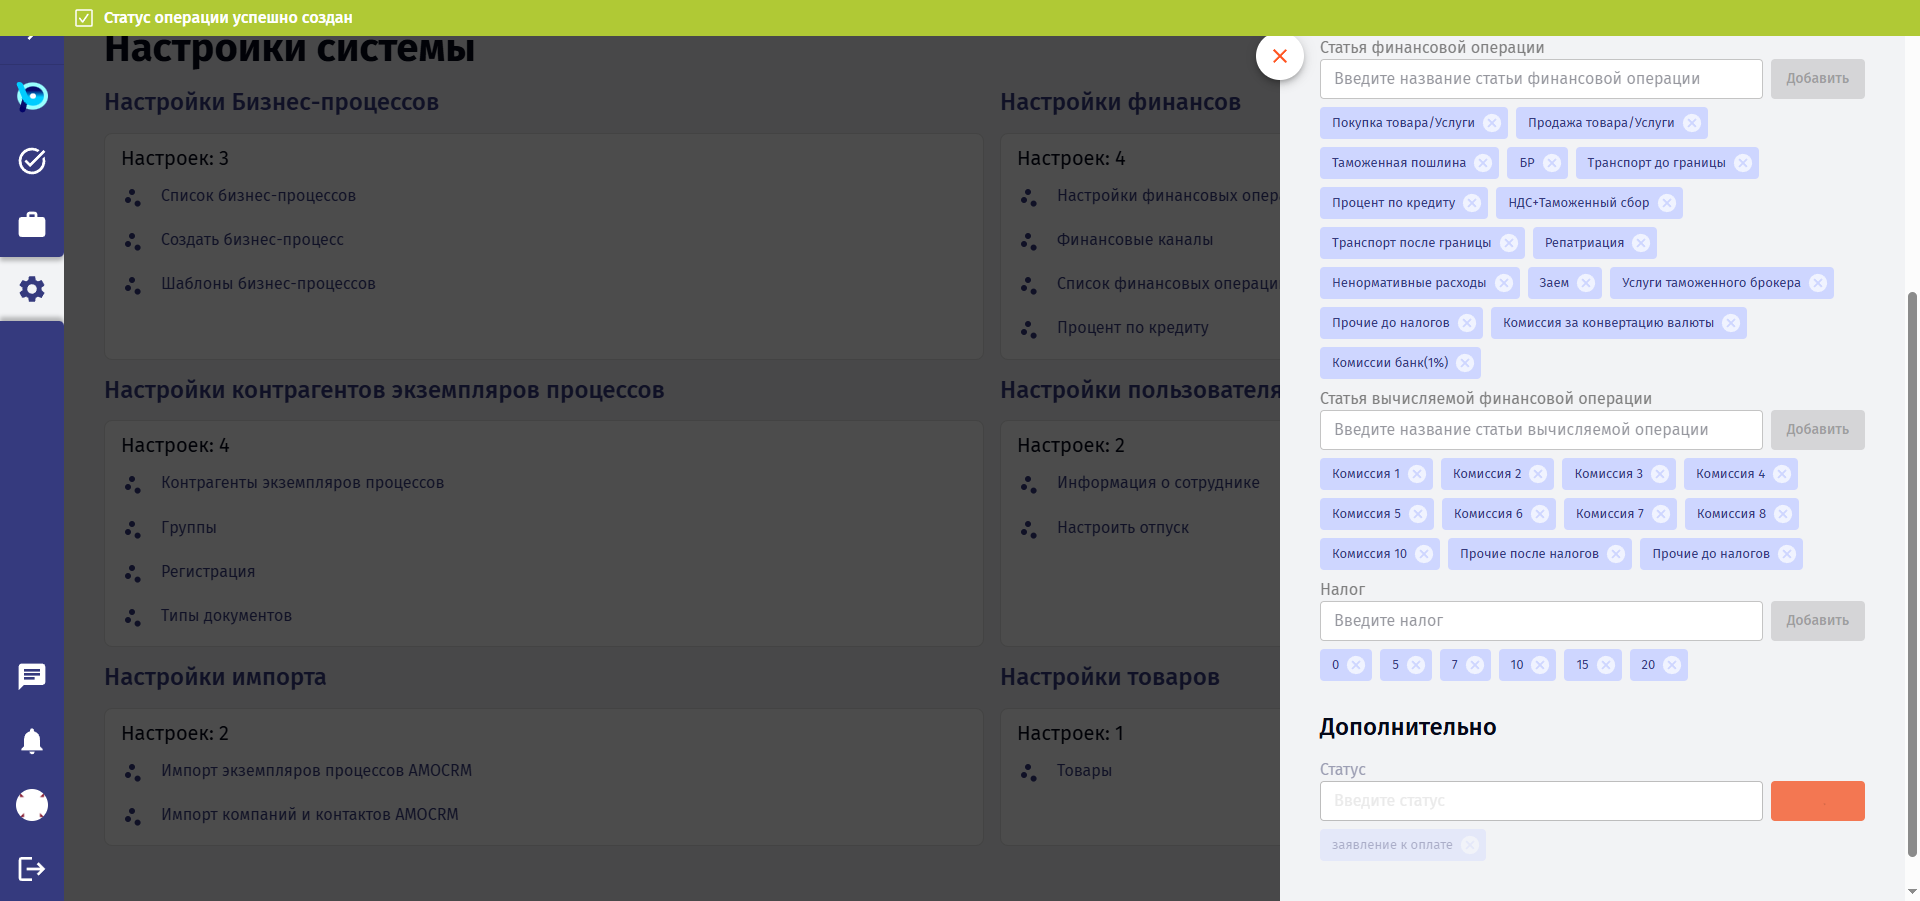 Статус операции успешно создан
Настройки системы
Настройки Бизнес-процессов
Настроек: 3
Список бизнес-процессов
Создать бизнес-процесс
Шаблоны бизнес-процессов
Настройки финансов
Настроек: 4
Настройки финансовых опер
Финансовые каналы
Список финансовых операци
Процент по кредиту
Настройки контрагентов экземпляров процессов
Настроек: 4
Контрагенты экземпляров процессов
Группы
Регистрация
Типы документов
Настройки пользователя
Настроек: 2
Информация о сотруднике
Настроить отпуск
Настройки импорта
Настроек: 2
Импорт экземпляров процессов AMOCRM
Импорт компаний и контактов AMOCRM
Настройки товаров
Настроек: 1
Товары
Статья финансовой операции
Введите название статьи финансовой операции Добавить
Покупка товара/Услуги Продажа товара/Услуги
Таможенная пошлина БР Транспорт до границы
Процент по кредиту НДС+Таможенный сбор
Транспорт после границы Репатриация
Ненормативные расходы Заем Услуги таможенного брокера
Прочие до налогов Комиссия за конвертацию валюты
Комиссии банк(1%)
Статья вычисляемой финансовой операции
Введите название статьи вычисляемой операции Добавить
Комиссия 1 Комиссия 2 Комиссия 3 Комиссия 4
Комиссия 5 Комиссия 6 Комиссия 7 Комиссия 8
Комиссия 10 Прочие после налогов Прочие до налогов
Налог
Введите налог Добавить
0 5 7 10 15 20
Дополнительно
Статус
Введите статус
заявление к оплате